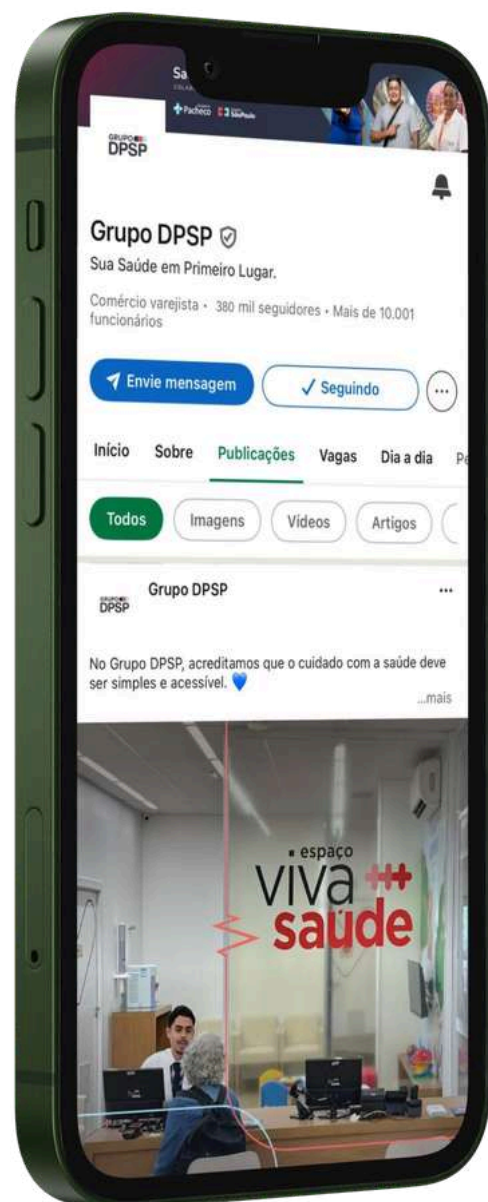 GRUPO
DPSP
Pacheco
SãoPaulo
Grupo DPSP
Sua Saúde em Primeiro Lugar.
Comércio varejista • 380 mil seguidores • Mais de 10.001
funcionários
Envie mensagem
Seguindo
Início Sobre Publicações Vagas Dia a dia
Todos Imagens Vídeos Artigos
Grupo DPSP
GRUPO
DPSP
No Grupo DPSP, acreditamos que o cuidado com a saúde deve
ser simples e acessível. 💙
...mais
espaço
viva
saúde